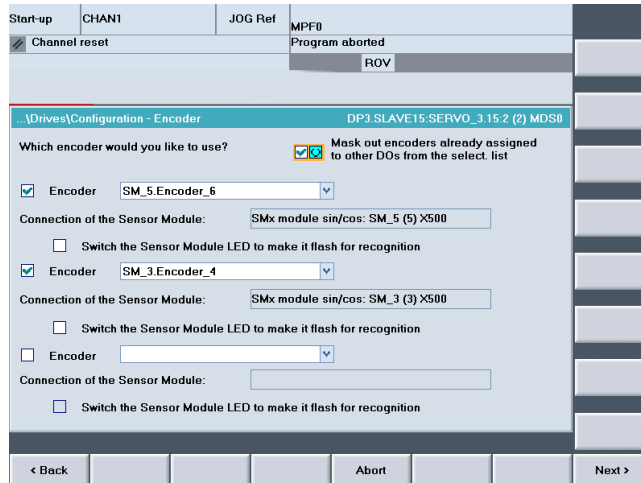 Start-up CHAN1 JOG Ref MPF0
Channel reset Program aborted
ROV
...\Drives\Configuration - Encoder DP3.SLAVE15:SERVO_3.15:2 (2) MDS0
Which encoder would you like to use? Mask out encoders already assigned
to other DOs from the select. list
Encoder SM_5.Encoder_6
Connection of the Sensor Module: SMx module sin/cos: SM_5 (5) X500
Switch the Sensor Module LED to make it flash for recognition
Encoder SM_3.Encoder_4
Connection of the Sensor Module: SMx module sin/cos: SM_3 (3) X500
Switch the Sensor Module LED to make it flash for recognition
Encoder
Connection of the Sensor Module:
Switch the Sensor Module LED to make it flash for recognition
< Back Abort Next >